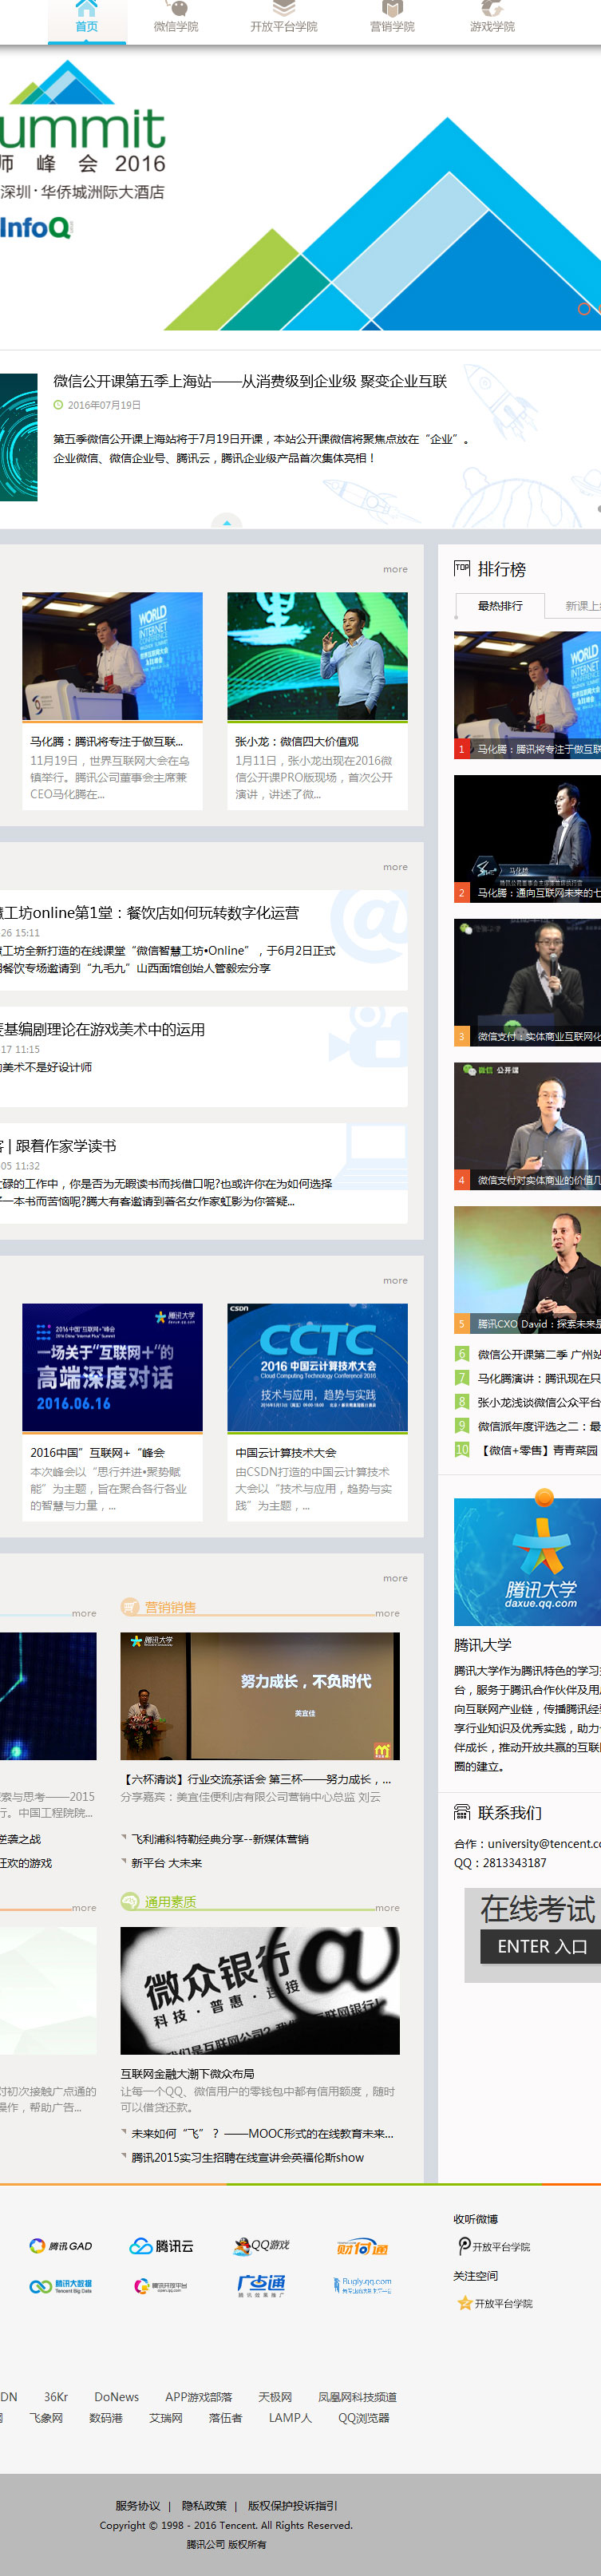 首页
微信学院
开放平台学院
营销学院
游戏学院
ummit
师 峰 会 2016
深圳·华侨城洲际大酒店
InfoQ
微信公开课第五季上海站——从消费级到企业级 聚变企业互联
2016年07月19日
第五季微信公开课上海站将于7月19日开课，本站公开课微信将聚焦点放在“企业”。
企业微信、微信企业号、腾讯云，腾讯企业级产品首次集体亮相！
more
马化腾：腾讯将专注于做互联...
11月19日，世界互联网大会在乌
镇举行。腾讯公司董事会主席兼
CEO马化腾在...
张小龙：微信四大价值观
1月11日，张小龙出现在2016微
信公开课PRO版现场，首次公开
演讲，讲述了微...
more
工坊online第1堂：餐饮店如何玩转数字化运营
26 15:11
工坊全新打造的在线课堂“微信智慧工坊•Online”，于6月2日正式
餐饮专场邀请到“九毛九”山西面馆创始人管毅宏分享
基编剧理论在游戏美术中的运用
17 11:15
美术不是好设计师
| 跟着作家学读书
05 11:32
碌的工作中，你是否为无暇读书而找借口呢?也或许你在为如何选择
一本书而苦恼呢?腾大有客邀请到著名女作家虹影为你答疑...
more
2016中国“互联网+”峰会
腾讯大学
daxue.qq.com
一场关于“互联网+”的
高端深度对话
2016.06.16
2016中国”互联网+“峰会
本次峰会以“思行并进•聚势赋
能”为主题，旨在聚合各行各业
的智慧与力量，...
CSDN
CCTC
2016 中国云计算技术大会
Cloud Computing Technology Conference 2016
技术与应用，趋势与实践
中国云计算技术大会
由CSDN打造的中国云计算技术
大会以“技术与应用，趋势与实
践”为主题，...
more
more
索与思考——2015
行。中国工程院院...
逆袭之战
狂欢的游戏
more
对初次接触广点通的
操作，帮助广告...
营销销售
more
腾讯大学
努力成长，不负时代
美宜佳
【六杯清谈】行业交流茶话会 第三杯——努力成长，...
分享嘉宾：美宜佳便利店有限公司营销中心总监 刘云
飞利浦科特勒经典分享--新媒体营销
新平台 大未来
通用素质
more
微众银行
科技·普惠·连接
互联网金融大潮下微众布局
让每一个QQ、微信用户的零钱包中都有信用额度，随时
可以借贷还款。
未来如何“飞”？——MOOC形式的在线教育未来...
腾讯2015实习生招聘在线宣讲会英福伦斯show
TOP 排行榜
最热排行
新课上
1 马化腾：腾讯将专注于做互联
马化腾
2 马化腾：通向互联网未来的七
3 微信支付：实体商业互联网化
微信 公开课
4 微信支付对实体商业的价值几
5 腾讯CXO David：探索未来是
6 微信公开课第二季 广州站
7 马化腾演讲：腾讯现在只
8 张小龙浅谈微信公众平台
9 微信派年度评选之二：最
10 【微信+零售】青青菜园
腾讯大学
daxue.qq.com
腾讯大学
腾讯大学作为腾讯特色的学习
台，服务于腾讯合作伙伴及用
向互联网产业链，传播腾讯经
享行业知识及优秀实践，助力
伴成长，推动开放共赢的互联
圈的建立。
联系我们
合作：university@tencent.co
QQ：2813343187
在线考试
ENTER 入口
腾讯GAD
腾讯云
QQ游戏
财付通
腾讯大数据
Tencent Big Data
腾讯开放平台
open.qq.com
广点通
腾讯效果推广
Bugly.qq.com
收听微博
开放平台学院
关注空间
开放平台学院
DN
36Kr
DoNews
APP游戏部落
天极网
凤凰网科技频道
飞象网
数码港
艾瑞网
落伍者
LAMP人
QQ浏览器
服务协议 | 隐私政策 | 版权保护投诉指引
Copyright © 1998 - 2016 Tencent. All Rights Reserved.
腾讯公司 版权所有